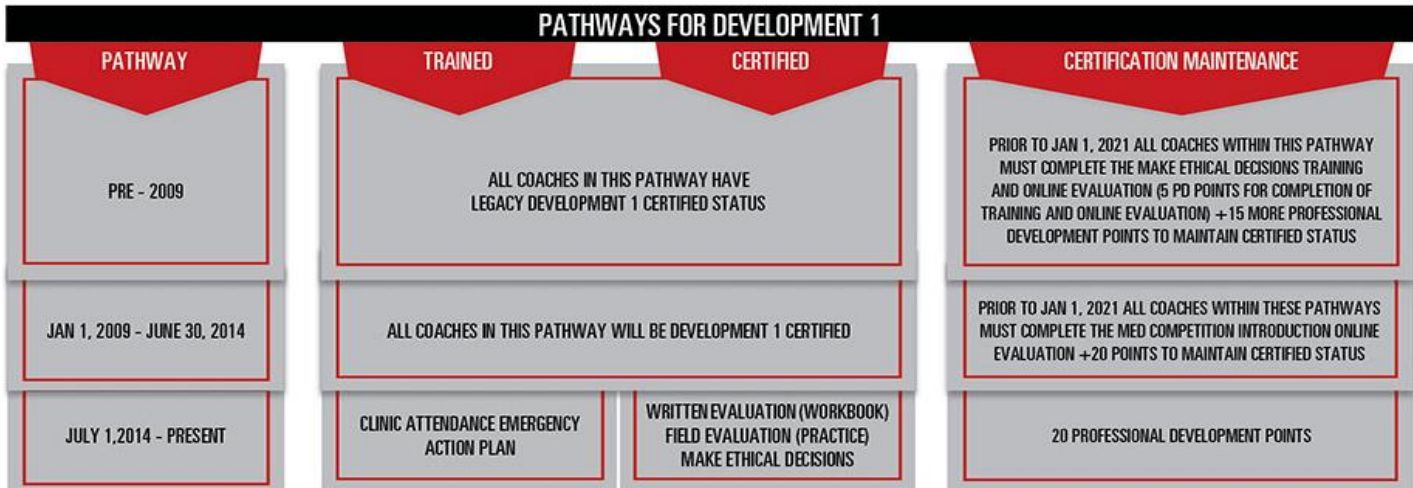 PATHWAYS FOR DEVELOPMENT 1
PATHWAY
TRAINED
CERTIFIED
CERTIFICATION MAINTENANCE
PRE - 2009
ALL COACHES IN THIS PATHWAY HAVE
LEGACY DEVELOPMENT 1 CERTIFIED STATUS
PRIOR TO JAN 1, 2021 ALL COACHES WITHIN THIS PATHWAY
MUST COMPLETE THE MAKE ETHICAL DECISIONS TRAINING
AND ONLINE EVALUATION (5 PD POINTS FOR COMPLETION OF
TRAINING AND ONLINE EVALUATION) +15 MORE PROFESSIONAL
DEVELOPMENT POINTS TO MAINTAIN CERTIFIED STATUS
JAN 1, 2009 - JUNE 30, 2014
ALL COACHES IN THIS PATHWAY WILL BE DEVELOPMENT 1 CERTIFIED
PRIOR TO JAN 1, 2021 ALL COACHES WITHIN THESE PATHWAYS
MUST COMPLETE THE MED COMPETITION INTRODUCTION ONLINE
EVALUATION +20 POINTS TO MAINTAIN CERTIFIED STATUS
JULY 1,2014 - PRESENT
CLINIC ATTENDANCE EMERGENCY
ACTION PLAN
WRITTEN EVALUATION (WORKBOOK)
FIELD EVALUATION (PRACTICE)
MAKE ETHICAL DECISIONS
20 PROFESSIONAL DEVELOPMENT POINTS